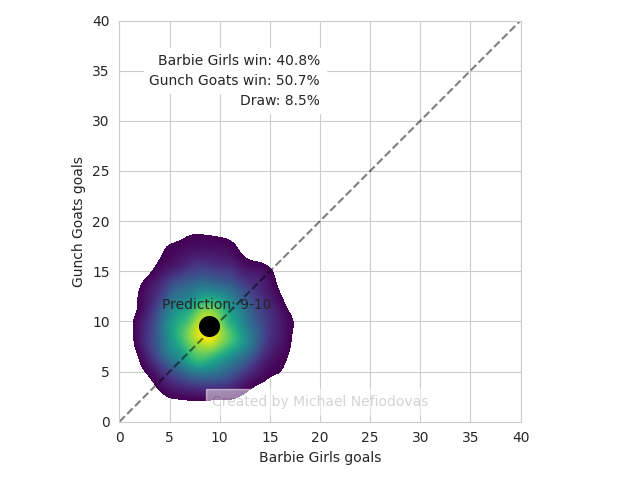 40
35
30
25
20
15
10
5
0
Gunch Goats goals
Barbie Girls win: 40.8%
Gunch Goats win: 50.7%
Draw: 8.5%
Prediction: 9-10
Created by Michael Nefiodovas
0 5 10 15 20 25 30 35 40
Barbie Girls goals